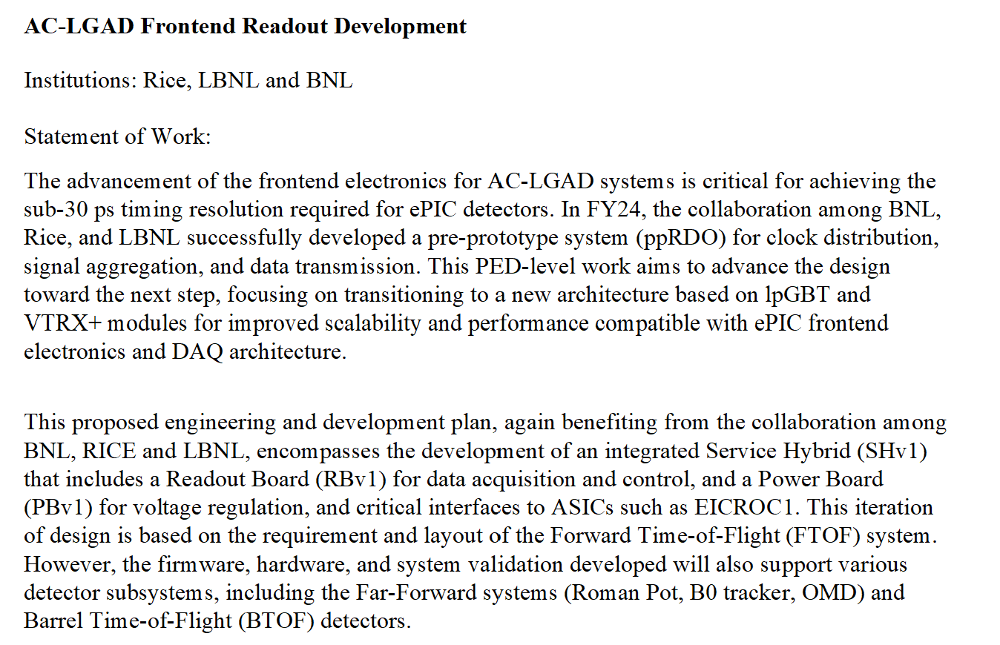 AC-LGAD Frontend Readout Development
Institutions: Rice, LBNL and BNL
Statement of Work:
The advancement of the frontend electronics for AC-LGAD systems is critical for achieving the
sub-30 ps timing resolution required for ePIC detectors. In FY24, the collaboration among BNL,
Rice, and LBNL successfully developed a pre-prototype system (ppRDO) for clock distribution,
signal aggregation, and data transmission. This PED-level work aims to advance the design
toward the next step, focusing on transitioning to a new architecture based on lpGBT and
VTRX+ modules for improved scalability and performance compatible with ePIC frontend
electronics and DAQ architecture.
This proposed engineering and development plan, again benefiting from the collaboration among
BNL, RICE and LBNL, encompasses the development of an integrated Service Hybrid (SHv1)
that includes a Readout Board (RBv1) for data acquisition and control, and a Power Board
(PBv1) for voltage regulation, and critical interfaces to ASICs such as EICROC1. This iteration
of design is based on the requirement and layout of the Forward Time-of-Flight (FTOF) system.
However, the firmware, hardware, and system validation developed will also support various
detector subsystems, including the Far-Forward systems (Roman Pot, B0 tracker, OMD) and
Barrel Time-of-Flight (BTOF) detectors.